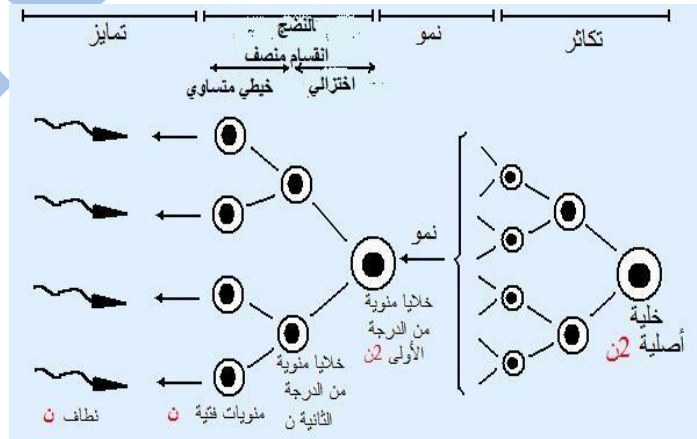 تكاثر
نمو
النضج
تمايز
انقسام منصف
اختزالي
خيطي متساوي
نمو
خلية
أصلية 2ن
خلايا منوية
من الدرجة
الأولى 2ن
خلايا منوية
من الدرجة
الثانية ن
منويات فتية ن
نطاف ن